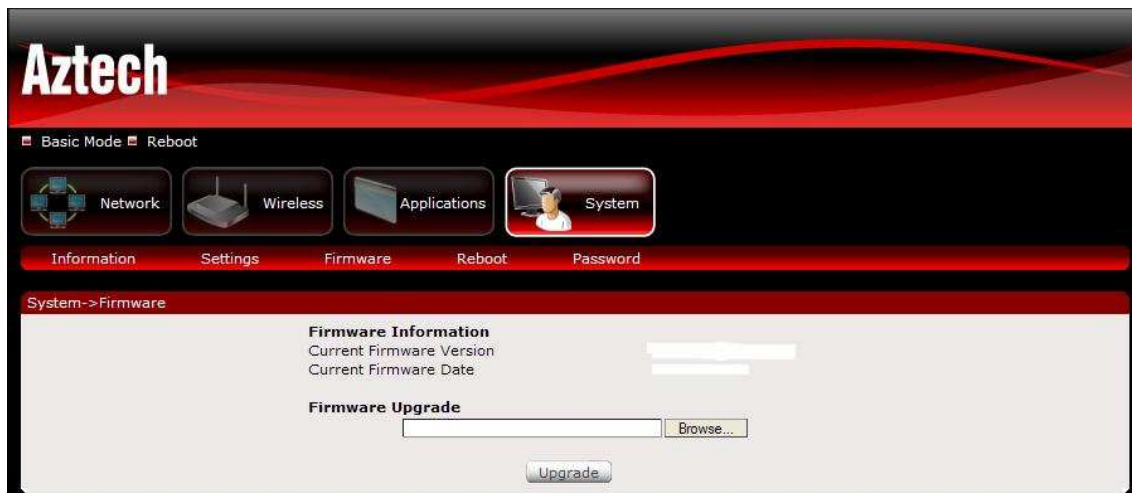 Aztech
Basic Mode Reboot
Network Wireless Applications System
Information Settings Firmware Reboot Password
System->Firmware
Firmware Information
Current Firmware Version
Current Firmware Date
Firmware Upgrade
Browse...
Upgrade